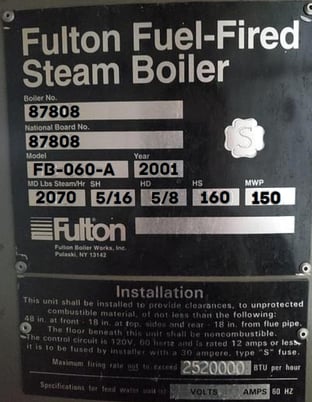 Fulton Fuel-Fired
Steam Boiler
Boiler No.
87808
National Board No.
87808
S
Model Year
FB-060-A 2001
MD Lbs Steam/Hr SH HD HS MWP
2070 5/16 5/8 160 150
Fulton
Fulton Boiler Works, Inc.
Pulaski, NY 13142
Installation
This unit shall be installed to provide clearances, to unprotected
combustible material, of not less than the following:
48 in. at front - 18 in. at top, sides and rear - 18 in. from flue pipe.
The floor beneath this unit shall be noncombustible.
The control circuit is 120V, 60 hertz and is rated 12 amps or less.
it is to be fused by installer with a 30 ampere, type "S" fuse.
Maximum firing rate not to exceed 2520000 BTU per hour
Specifications for feed water unit is: VOLTS AMPS 60 HZ